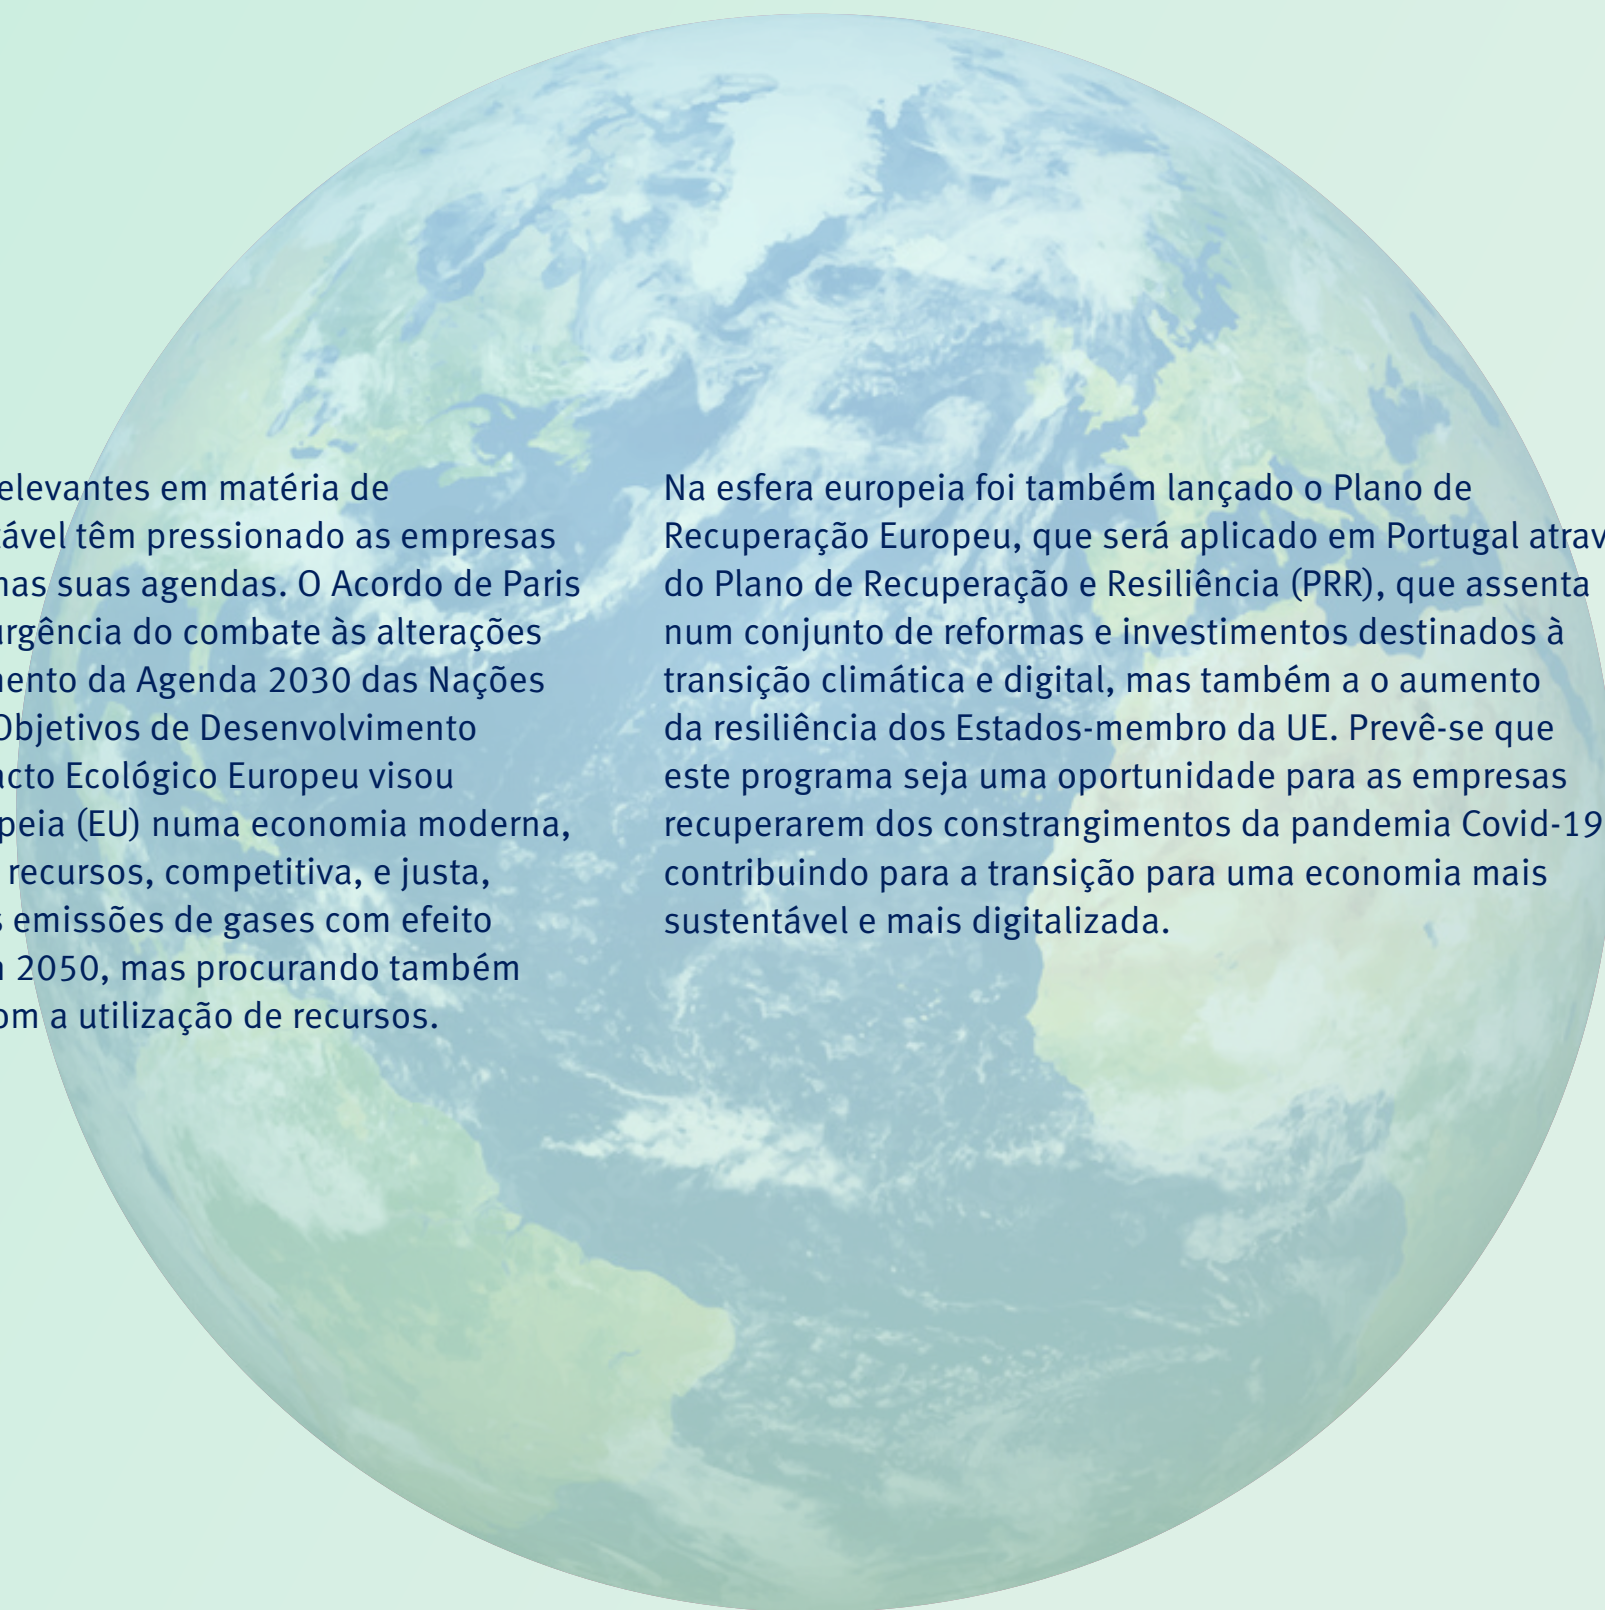 elevantes em matéria de
ável têm pressionado as empresas
nas suas agendas. O Acordo de Paris
urgência do combate às alterações
mento da Agenda 2030 das Nações
Objetivos de Desenvolvimento
acto Ecológico Europeu visou
peia (EU) numa economia moderna,
recursos, competitiva, e justa,
s emissões de gases com efeito
2050, mas procurando também
om a utilização de recursos.
Na esfera europeia foi também lançado o Plano de
Recuperação Europeu, que será aplicado em Portugal atrav
do Plano de Recuperação e Resiliência (PRR), que assenta
num conjunto de reformas e investimentos destinados à
transição climática e digital, mas também a o aumento
da resiliência dos Estados-membro da UE. Prevê-se que
este programa seja uma oportunidade para as empresas
recuperarem dos constrangimentos da pandemia Covid-19
contribuindo para a transição para uma economia mais
sustentável e mais digitalizada.